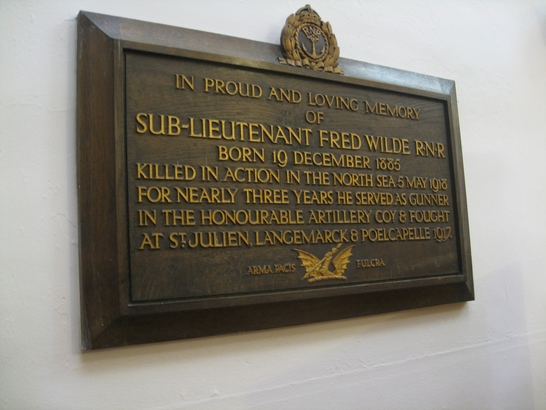 RNR
IN PROUD AND LOVING MEMORY
OF
SUB-LIEUTENANT FRED WILDE R·N·R
BORN 19 DECEMBER 1885
KILLED IN ACTION IN THE NORTH SEA 5 MAY 1918
FOR NEARLY THREE YEARS HE SERVED AS GUNNER
IN THE HONOURABLE ARTILLERY COY & FOUGHT
AT ST. JULIEN, LANGEMARCK & POELCAPELLE 1917.
ARMA PACIS FULCRA